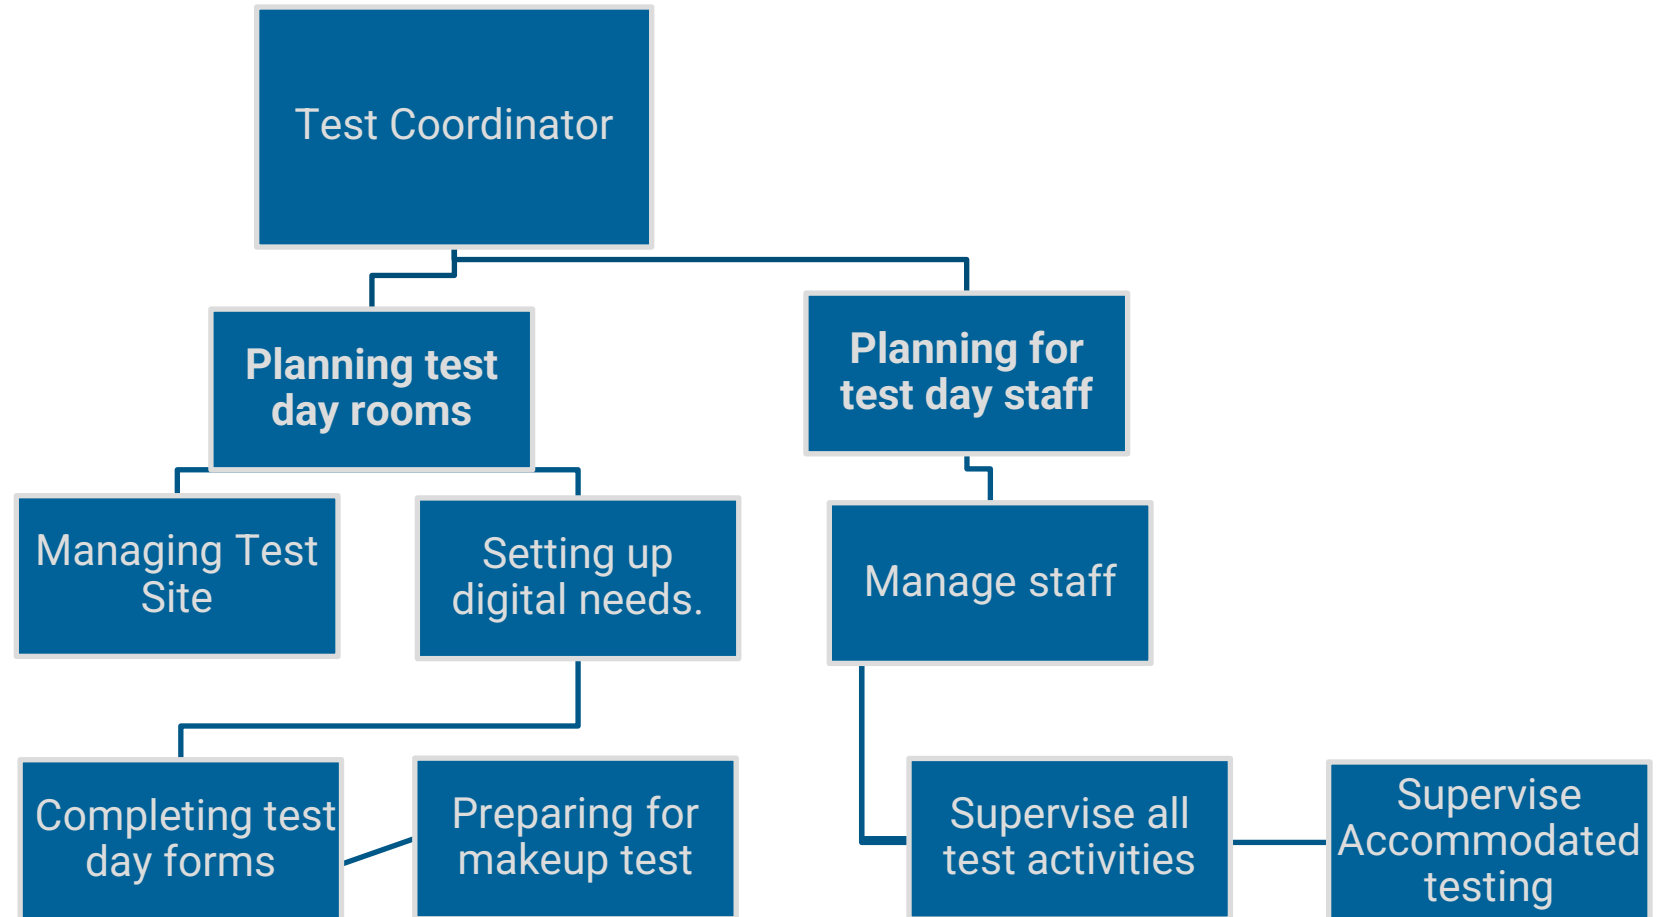 Test Coordinator
Planning test
day rooms
Planning for
test day staff
Managing Test
Site
Setting up
digital needs.
Manage staff
Completing test
day forms
Preparing for
makeup test
Supervise all
test activities
Supervise
Accommodated
testing